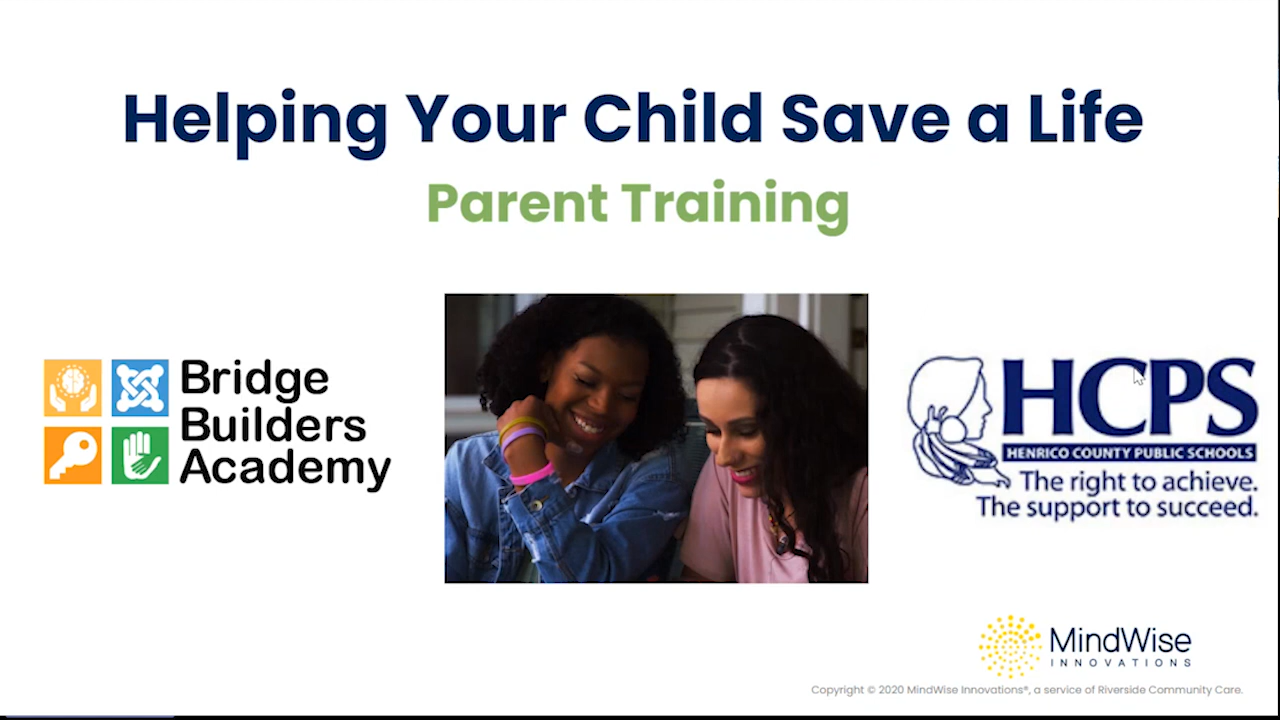 Helping Your Child Save a Life
Parent Training
Bridge
Builders
Academy
HCPS
HENRICO COUNTY PUBLIC SCHOOLS
The right to achieve.
The support to succeed.
MindWise
INNOVATIONS
Copyright © 2020 MindWise Innovations®, a service of Riverside Community Care.